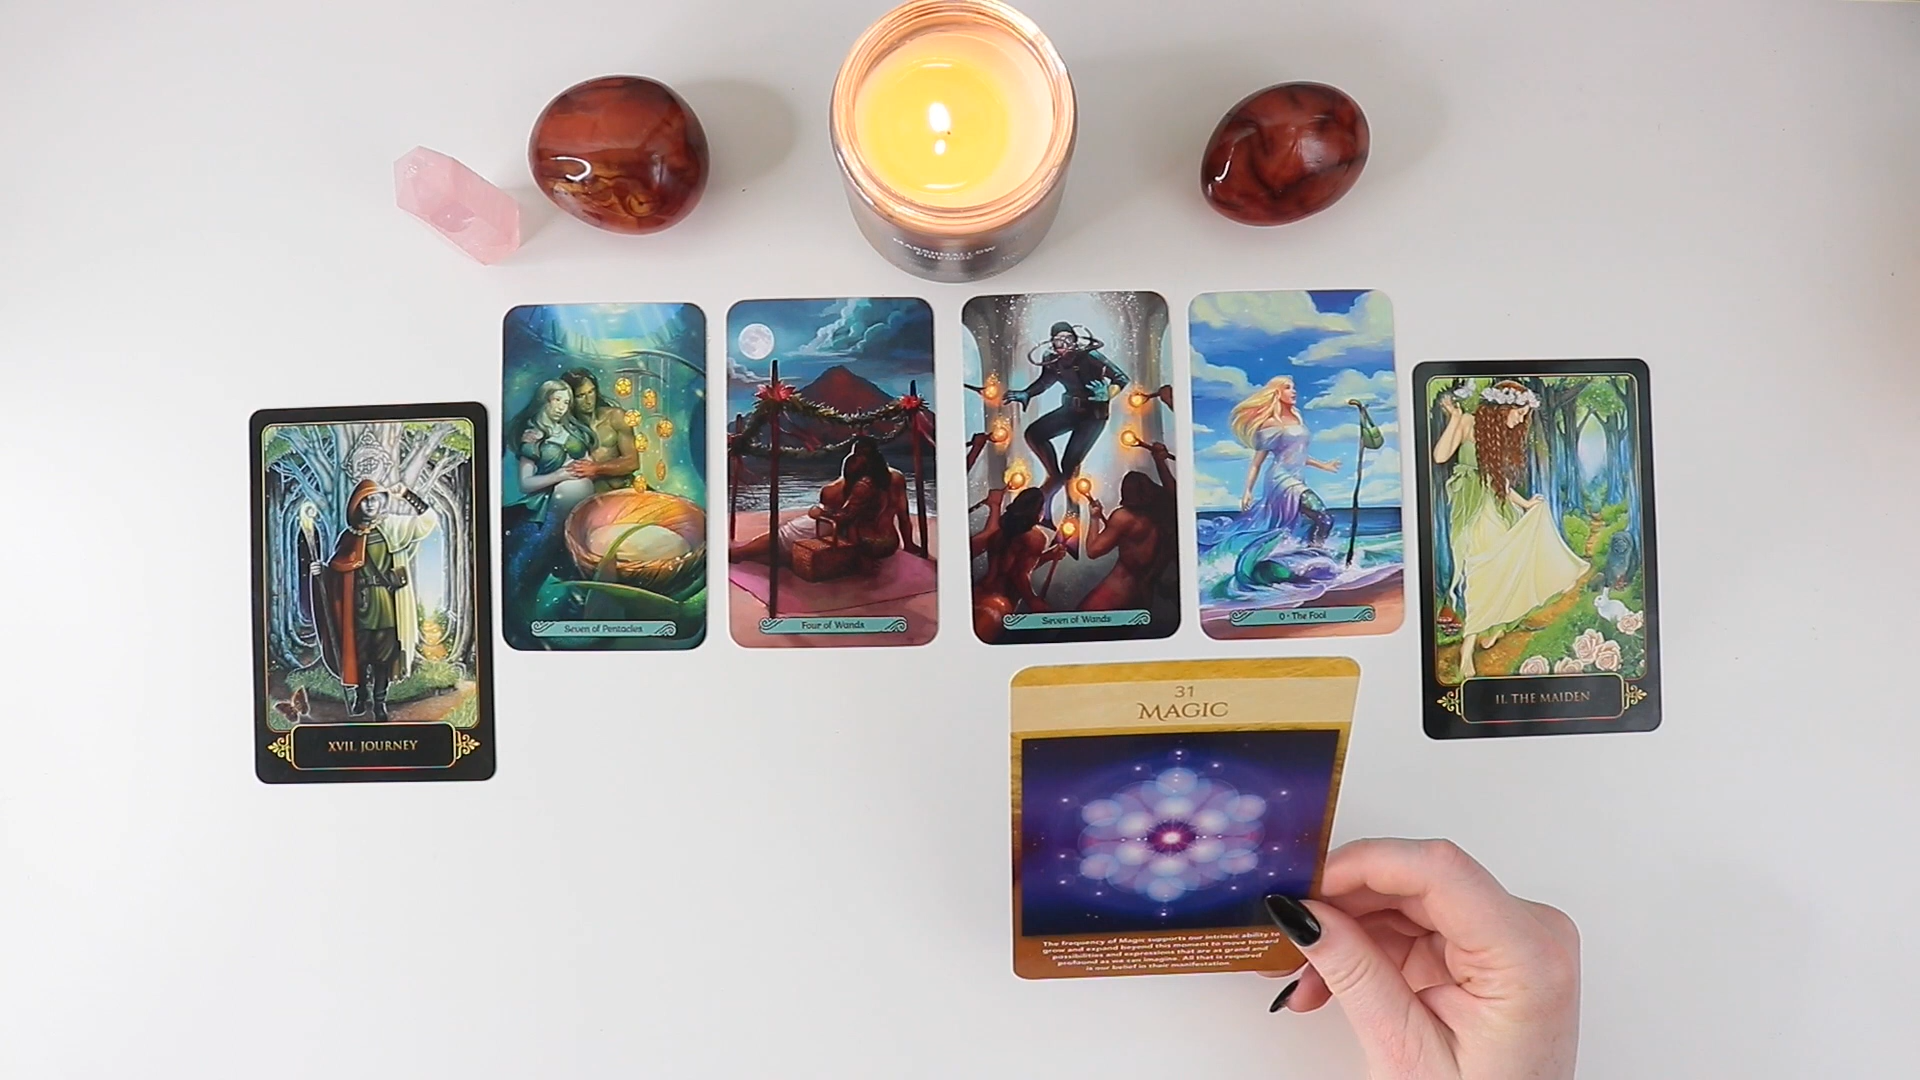 MARSHMALLOW
FIRESIDE
Seven of Pentacles
Four of Wands
Seven of Wands
0 • The Fool
XVII. JOURNEY
II. THE MAIDEN
31
MAGIC
The frequency of Magic supports our intrinsic ability to
grow and expand beyond this moment to move toward
possibilities and expressions that are as grand and
profound as we can imagine. All that is required
is our belief in their manifestation.